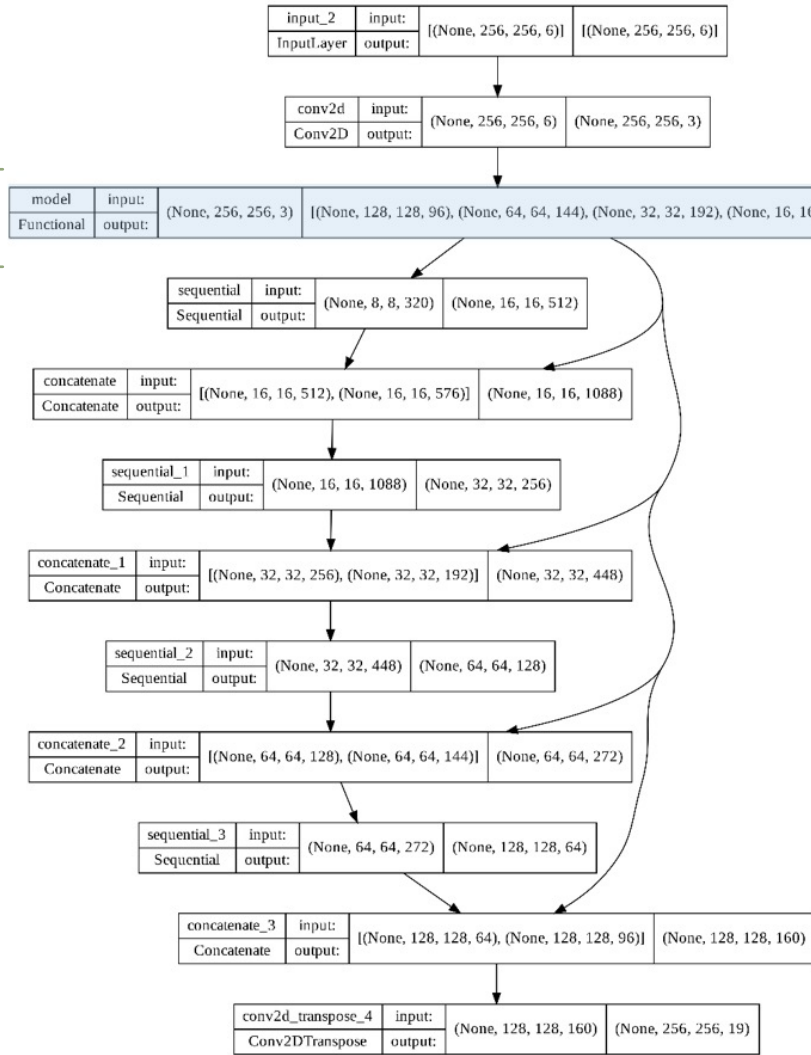 input_2 input: [(None, 256, 256, 6)] [(None, 256, 256, 6)]
InputLayer output:
conv2d input: (None, 256, 256, 6) (None, 256, 256, 3)
Conv2D output:
model input: (None, 256, 256, 3) [(None, 128, 128, 96), (None, 64, 64, 144), (None, 32, 32, 192), (None, 16, 16
Functional output:
sequential input: (None, 8, 8, 320) (None, 16, 16, 512)
Sequential output:
concatenate input: [(None, 16, 16, 512), (None, 16, 16, 576)] (None, 16, 16, 1088)
Concatenate output:
sequential_1 input: (None, 16, 16, 1088) (None, 32, 32, 256)
Sequential output:
concatenate_1 input: [(None, 32, 32, 256), (None, 32, 32, 192)] (None, 32, 32, 448)
Concatenate output:
sequential_2 input: (None, 32, 32, 448) (None, 64, 64, 128)
Sequential output:
concatenate_2 input: [(None, 64, 64, 128), (None, 64, 64, 144)] (None, 64, 64, 272)
Concatenate output:
sequential_3 input: (None, 64, 64, 272) (None, 128, 128, 64)
Sequential output:
concatenate_3 input: [(None, 128, 128, 64), (None, 128, 128, 96)] (None, 128, 128, 160)
Concatenate output:
conv2d_transpose_4 input: (None, 128, 128, 160) (None, 256, 256, 19)
Conv2DTranspose output: